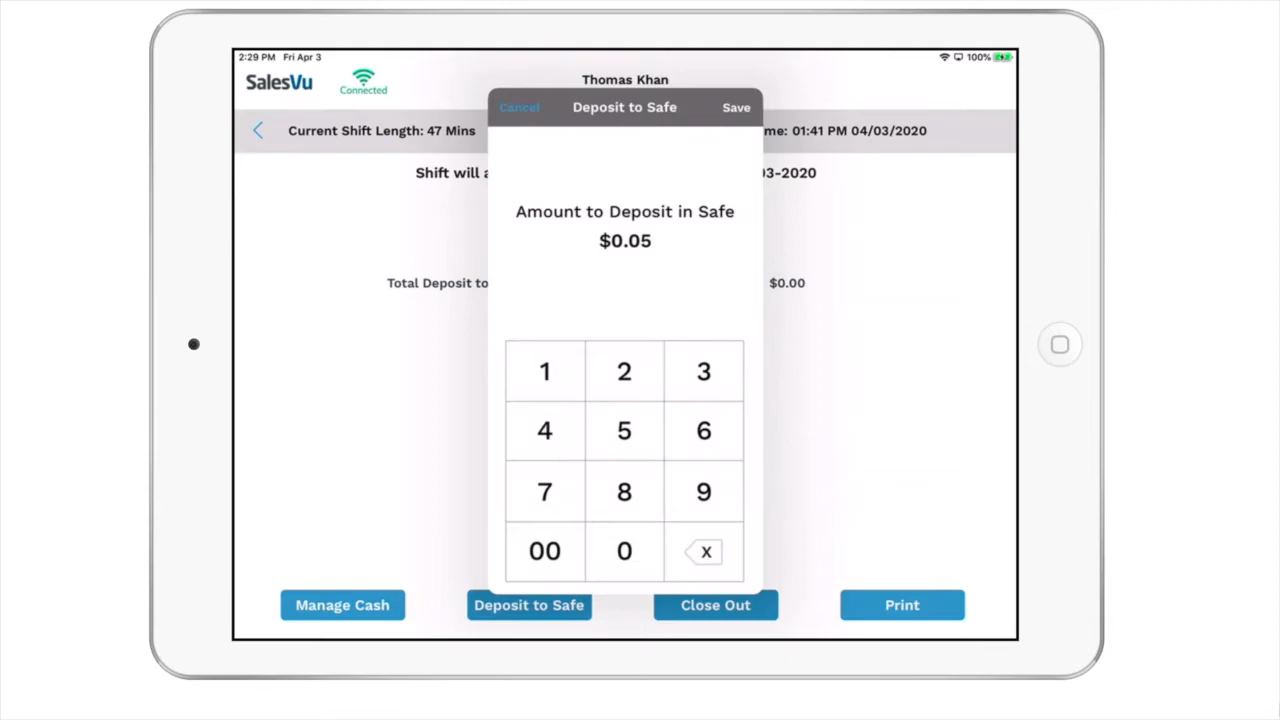 2:29 PM Fri Apr 3
100%
SalesVu
Connected
Thomas Khan
Cancel Deposit to Safe Save
Current Shift Length: 47 Mins
me: 01:41 PM 04/03/2020
Shift will a
03-2020
Amount to Deposit in Safe
$0.05
Total Deposit to
$0.00
1 2 3
4 5 6
7 8 9
00 0 X
Manage Cash Deposit to Safe Close Out Print